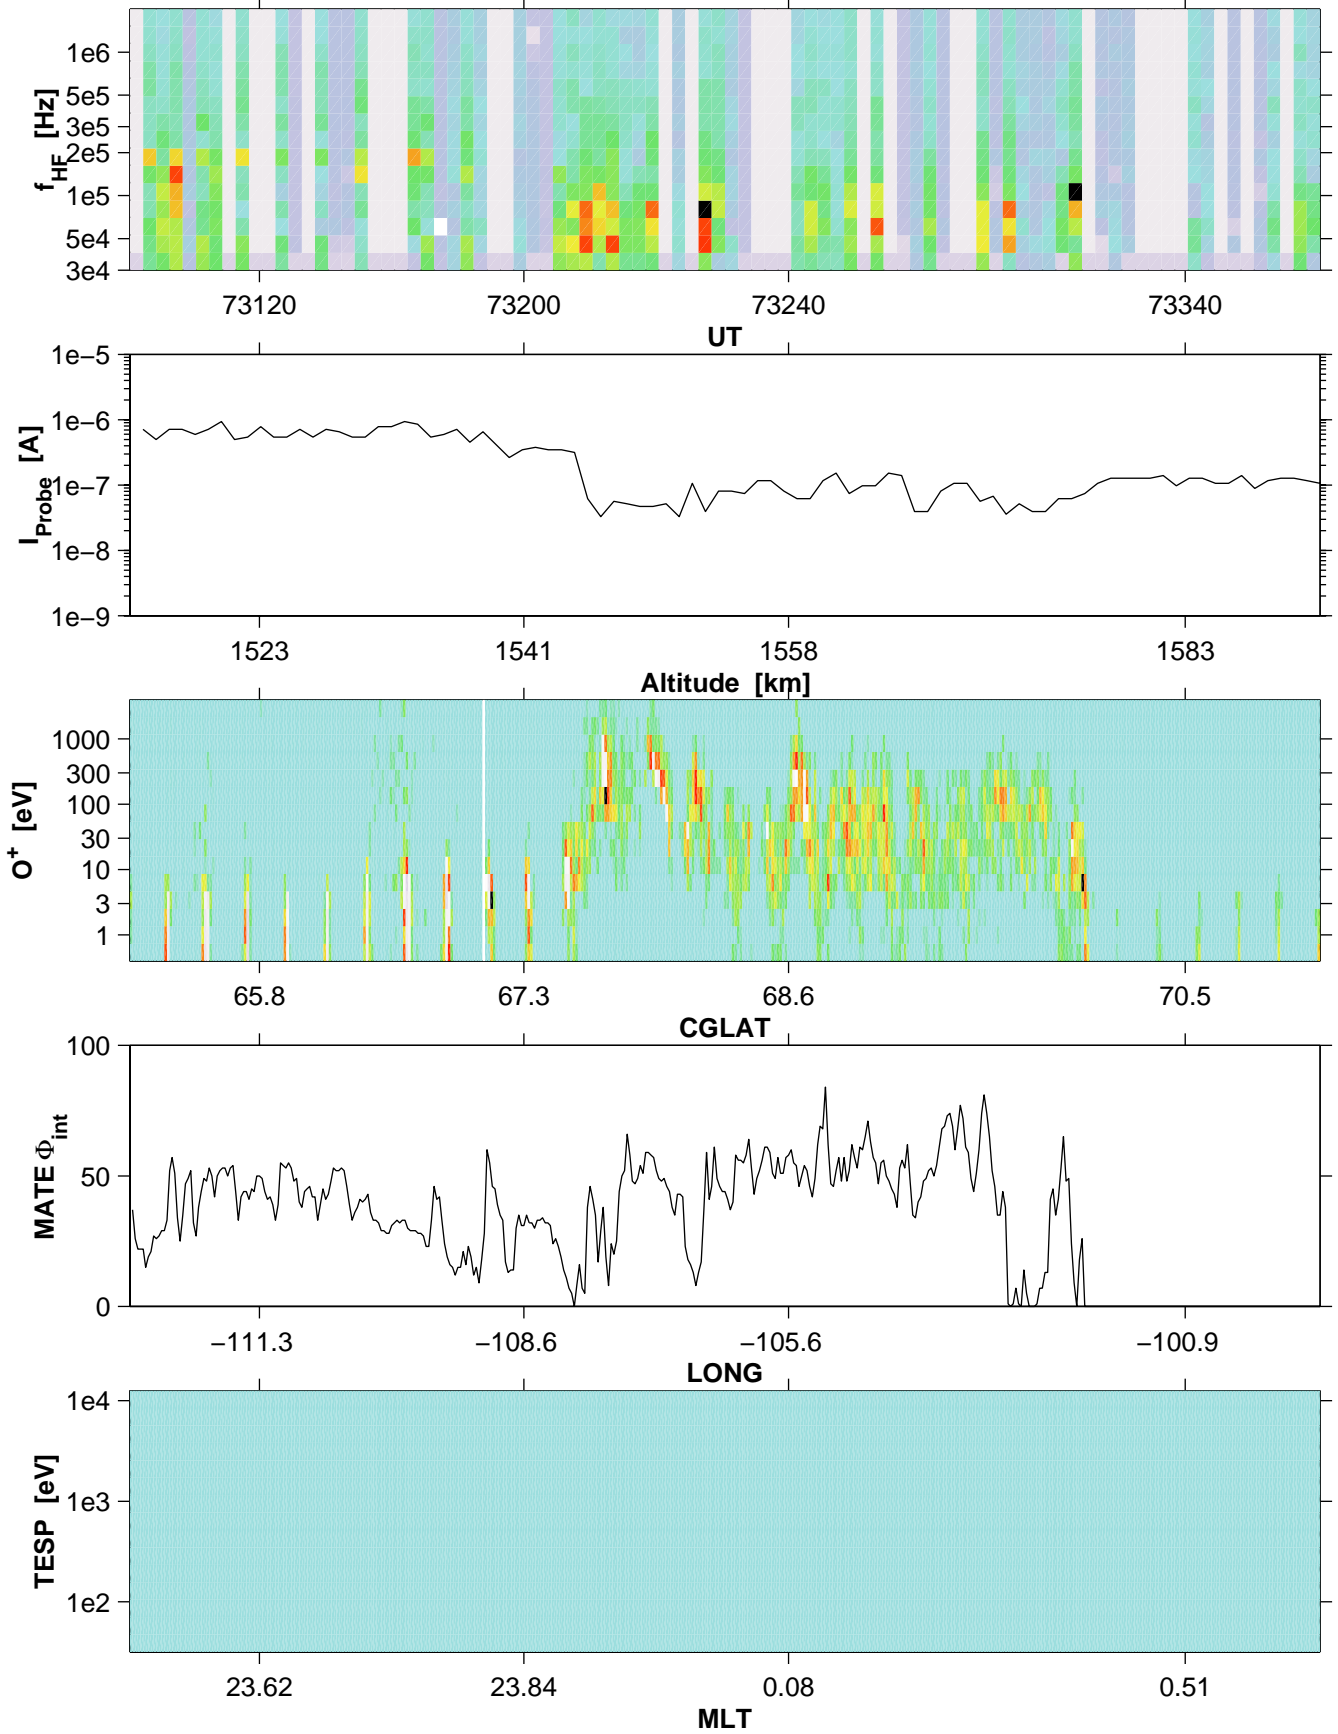 1e6
5e5
3e5
2e5
1e5
5e4
3e4
f_HF [Hz]
73120 73200 73240 73340
UT
1e−5
1e−6
1e−7
1e−8
1e−9
I_Probe [A]
1523 1541 1558 1583
Altitude [km]
1000
300
100
30
10
3
1
O⁺ [eV]
65.8 67.3 68.6 70.5
CGLAT
100
50
0
MATE Φ_int
−111.3 −108.6 −105.6 −100.9
LONG
1e4
1e3
1e2
TESP [eV]
23.62 23.84 0.08 0.51
MLT